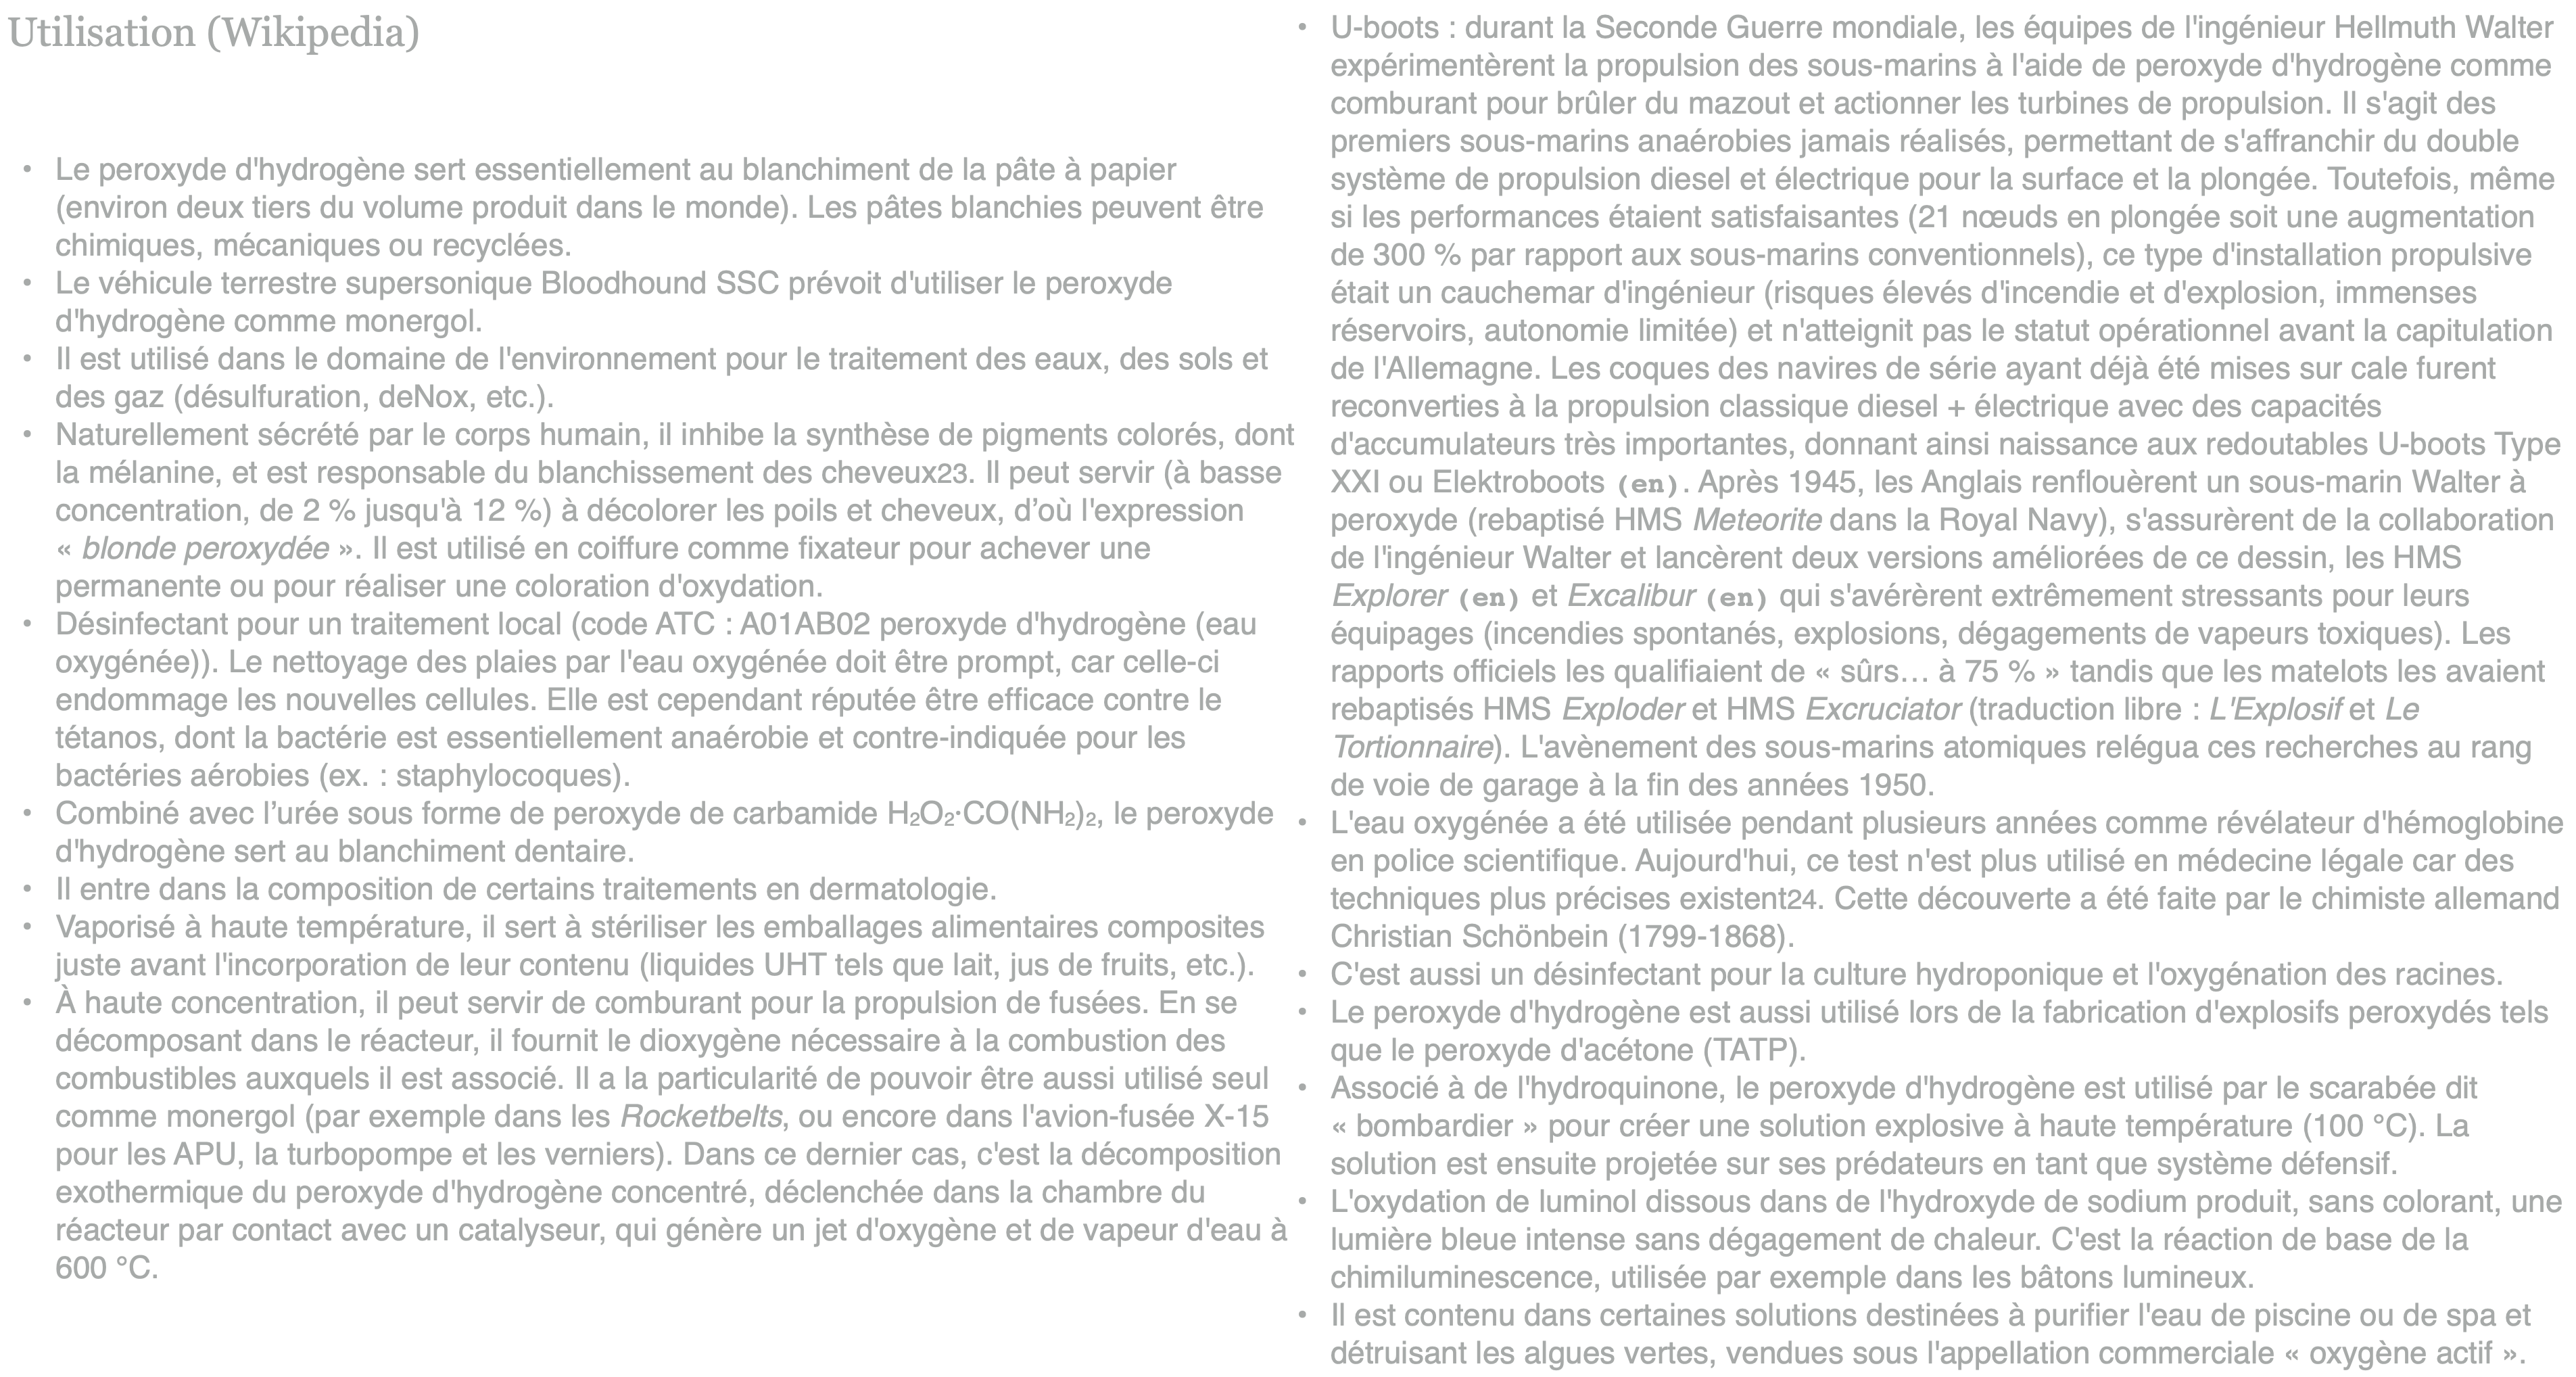 Utilisation (Wikipedia)
• Le peroxyde d'hydrogène sert essentiellement au blanchiment de la pâte à papier
(environ deux tiers du volume produit dans le monde). Les pâtes blanchies peuvent être
chimiques, mécaniques ou recyclées.
• Le véhicule terrestre supersonique Bloodhound SSC prévoit d'utiliser le peroxyde
d'hydrogène comme monergol.
• Il est utilisé dans le domaine de l'environnement pour le traitement des eaux, des sols et
des gaz (désulfuration, deNox, etc.).
• Naturellement sécrété par le corps humain, il inhibe la synthèse de pigments colorés, dont
la mélanine, et est responsable du blanchissement des cheveux23. Il peut servir (à basse
concentration, de 2 % jusqu'à 12 %) à décolorer les poils et cheveux, d’où l'expression
« blonde peroxydée ». Il est utilisé en coiffure comme fixateur pour achever une
permanente ou pour réaliser une coloration d'oxydation.
• Désinfectant pour un traitement local (code ATC : A01AB02 peroxyde d'hydrogène (eau
oxygénée)). Le nettoyage des plaies par l'eau oxygénée doit être prompt, car celle-ci
endommage les nouvelles cellules. Elle est cependant réputée être efficace contre le
tétanos, dont la bactérie est essentiellement anaérobie et contre-indiquée pour les
bactéries aérobies (ex. : staphylocoques).
• Combiné avec l’urée sous forme de peroxyde de carbamide H₂O₂·CO(NH₂)₂, le peroxyde
d'hydrogène sert au blanchiment dentaire.
• Il entre dans la composition de certains traitements en dermatologie.
• Vaporisé à haute température, il sert à stériliser les emballages alimentaires composites
juste avant l'incorporation de leur contenu (liquides UHT tels que lait, jus de fruits, etc.).
• À haute concentration, il peut servir de comburant pour la propulsion de fusées. En se
décomposant dans le réacteur, il fournit le dioxygène nécessaire à la combustion des
combustibles auxquels il est associé. Il a la particularité de pouvoir être aussi utilisé seul
comme monergol (par exemple dans les Rocketbelts, ou encore dans l'avion-fusée X-15
pour les APU, la turbopompe et les verniers). Dans ce dernier cas, c'est la décomposition
exothermique du peroxyde d'hydrogène concentré, déclenchée dans la chambre du
réacteur par contact avec un catalyseur, qui génère un jet d'oxygène et de vapeur d'eau à
600 °C.
• U-boots : durant la Seconde Guerre mondiale, les équipes de l'ingénieur Hellmuth Walter
expérimentèrent la propulsion des sous-marins à l'aide de peroxyde d'hydrogène comme
comburant pour brûler du mazout et actionner les turbines de propulsion. Il s'agit des
premiers sous-marins anaérobies jamais réalisés, permettant de s'affranchir du double
système de propulsion diesel et électrique pour la surface et la plongée. Toutefois, même
si les performances étaient satisfaisantes (21 nœuds en plongée soit une augmentation
de 300 % par rapport aux sous-marins conventionnels), ce type d'installation propulsive
était un cauchemar d'ingénieur (risques élevés d'incendie et d'explosion, immenses
réservoirs, autonomie limitée) et n'atteignit pas le statut opérationnel avant la capitulation
de l'Allemagne. Les coques des navires de série ayant déjà été mises sur cale furent
reconverties à la propulsion classique diesel + électrique avec des capacités
d'accumulateurs très importantes, donnant ainsi naissance aux redoutables U-boots Type
XXI ou Elektroboots (en). Après 1945, les Anglais renflouèrent un sous-marin Walter à
peroxyde (rebaptisé HMS Meteorite dans la Royal Navy), s'assurèrent de la collaboration
de l'ingénieur Walter et lancèrent deux versions améliorées de ce dessin, les HMS
Explorer (en) et Excalibur (en) qui s'avérèrent extrêmement stressants pour leurs
équipages (incendies spontanés, explosions, dégagements de vapeurs toxiques). Les
rapports officiels les qualifiaient de « sûrs… à 75 % » tandis que les matelots les avaient
rebaptisés HMS Exploder et HMS Excruciator (traduction libre : L'Explosif et Le
Tortionnaire). L'avènement des sous-marins atomiques relégua ces recherches au rang
de voie de garage à la fin des années 1950.
• L'eau oxygénée a été utilisée pendant plusieurs années comme révélateur d'hémoglobine
en police scientifique. Aujourd'hui, ce test n'est plus utilisé en médecine légale car des
techniques plus précises existent24. Cette découverte a été faite par le chimiste allemand
Christian Schönbein (1799-1868).
• C'est aussi un désinfectant pour la culture hydroponique et l'oxygénation des racines.
• Le peroxyde d'hydrogène est aussi utilisé lors de la fabrication d'explosifs peroxydés tels
que le peroxyde d'acétone (TATP).
• Associé à de l'hydroquinone, le peroxyde d'hydrogène est utilisé par le scarabée dit
« bombardier » pour créer une solution explosive à haute température (100 °C). La
solution est ensuite projetée sur ses prédateurs en tant que système défensif.
• L'oxydation de luminol dissous dans de l'hydroxyde de sodium produit, sans colorant, une
lumière bleue intense sans dégagement de chaleur. C'est la réaction de base de la
chimiluminescence, utilisée par exemple dans les bâtons lumineux.
• Il est contenu dans certaines solutions destinées à purifier l'eau de piscine ou de spa et
détruisant les algues vertes, vendues sous l'appellation commerciale « oxygène actif ».